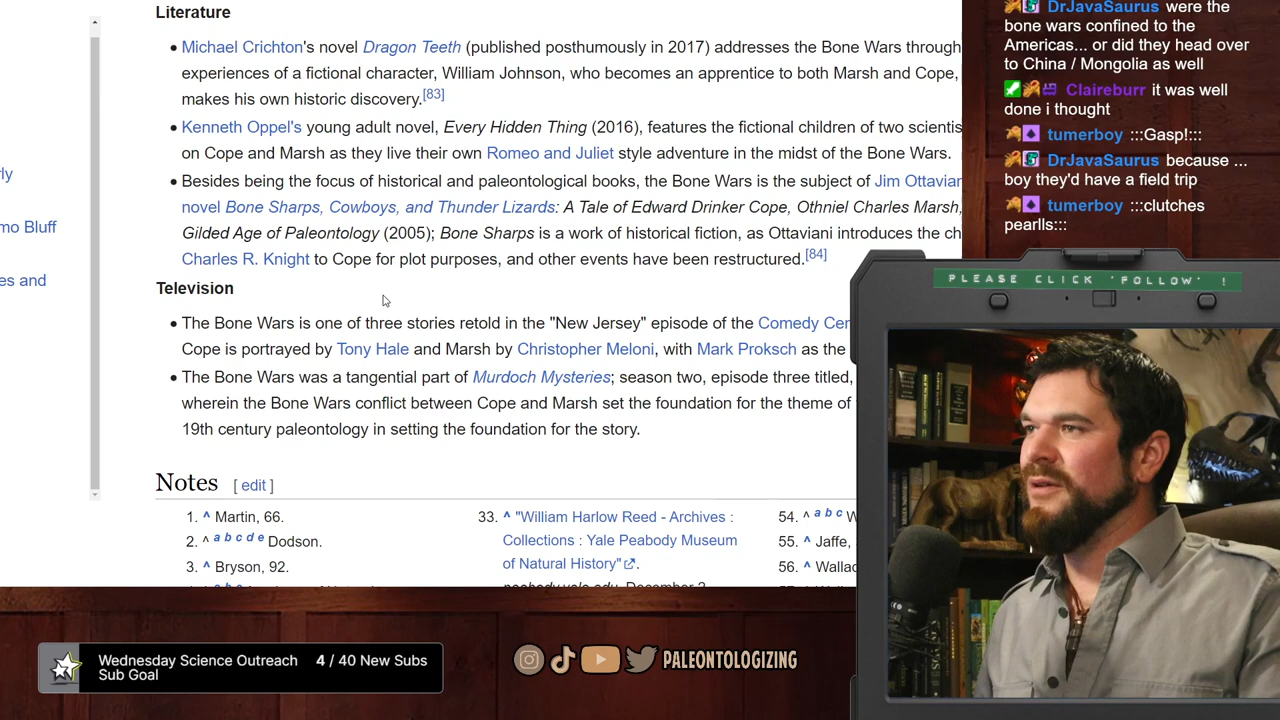 Literature
• Michael Crichton's novel Dragon Teeth (published posthumously in 2017) addresses the Bone Wars through
experiences of a fictional character, William Johnson, who becomes an apprentice to both Marsh and Cope,
makes his own historic discovery.[83]
• Kenneth Oppel's young adult novel, Every Hidden Thing (2016), features the fictional children of two scientis
on Cope and Marsh as they live their own Romeo and Juliet style adventure in the midst of the Bone Wars.
• Besides being the focus of historical and paleontological books, the Bone Wars is the subject of Jim Ottavian
novel Bone Sharps, Cowboys, and Thunder Lizards: A Tale of Edward Drinker Cope, Othniel Charles Marsh,
Gilded Age of Paleontology (2005); Bone Sharps is a work of historical fiction, as Ottaviani introduces the ch
Charles R. Knight to Cope for plot purposes, and other events have been restructured.[84]
Television
• The Bone Wars is one of three stories retold in the "New Jersey" episode of the Comedy Cen
Cope is portrayed by Tony Hale and Marsh by Christopher Meloni, with Mark Proksch as the
• The Bone Wars was a tangential part of Murdoch Mysteries; season two, episode three titled,
wherein the Bone Wars conflict between Cope and Marsh set the foundation for the theme of
19th century paleontology in setting the foundation for the story.
Notes [ edit ]
1. ^ Martin, 66.
2. ^ a b c d e Dodson.
3. ^ Bryson, 92.
33. ^ "William Harlow Reed - Archives :
Collections : Yale Peabody Museum
of Natural History".
54. ^ a b c W
55. ^ Jaffe,
56. ^ Wallac
rly
mo Bluff
es and
DrJavaSaurus were the
bone wars confined to the
Americas... or did they head over
to China / Mongolia as well
Claireburr it was well
done i thought
tumerboy :::Gasp!:::
DrJavaSaurus because ...
boy they'd have a field trip
tumerboy :::clutches
pearlls:::
PLEASE CLICK 'FOLLOW' !
Wednesday Science Outreach 4 / 40 New Subs
Sub Goal
PALEONTOLOGIZING